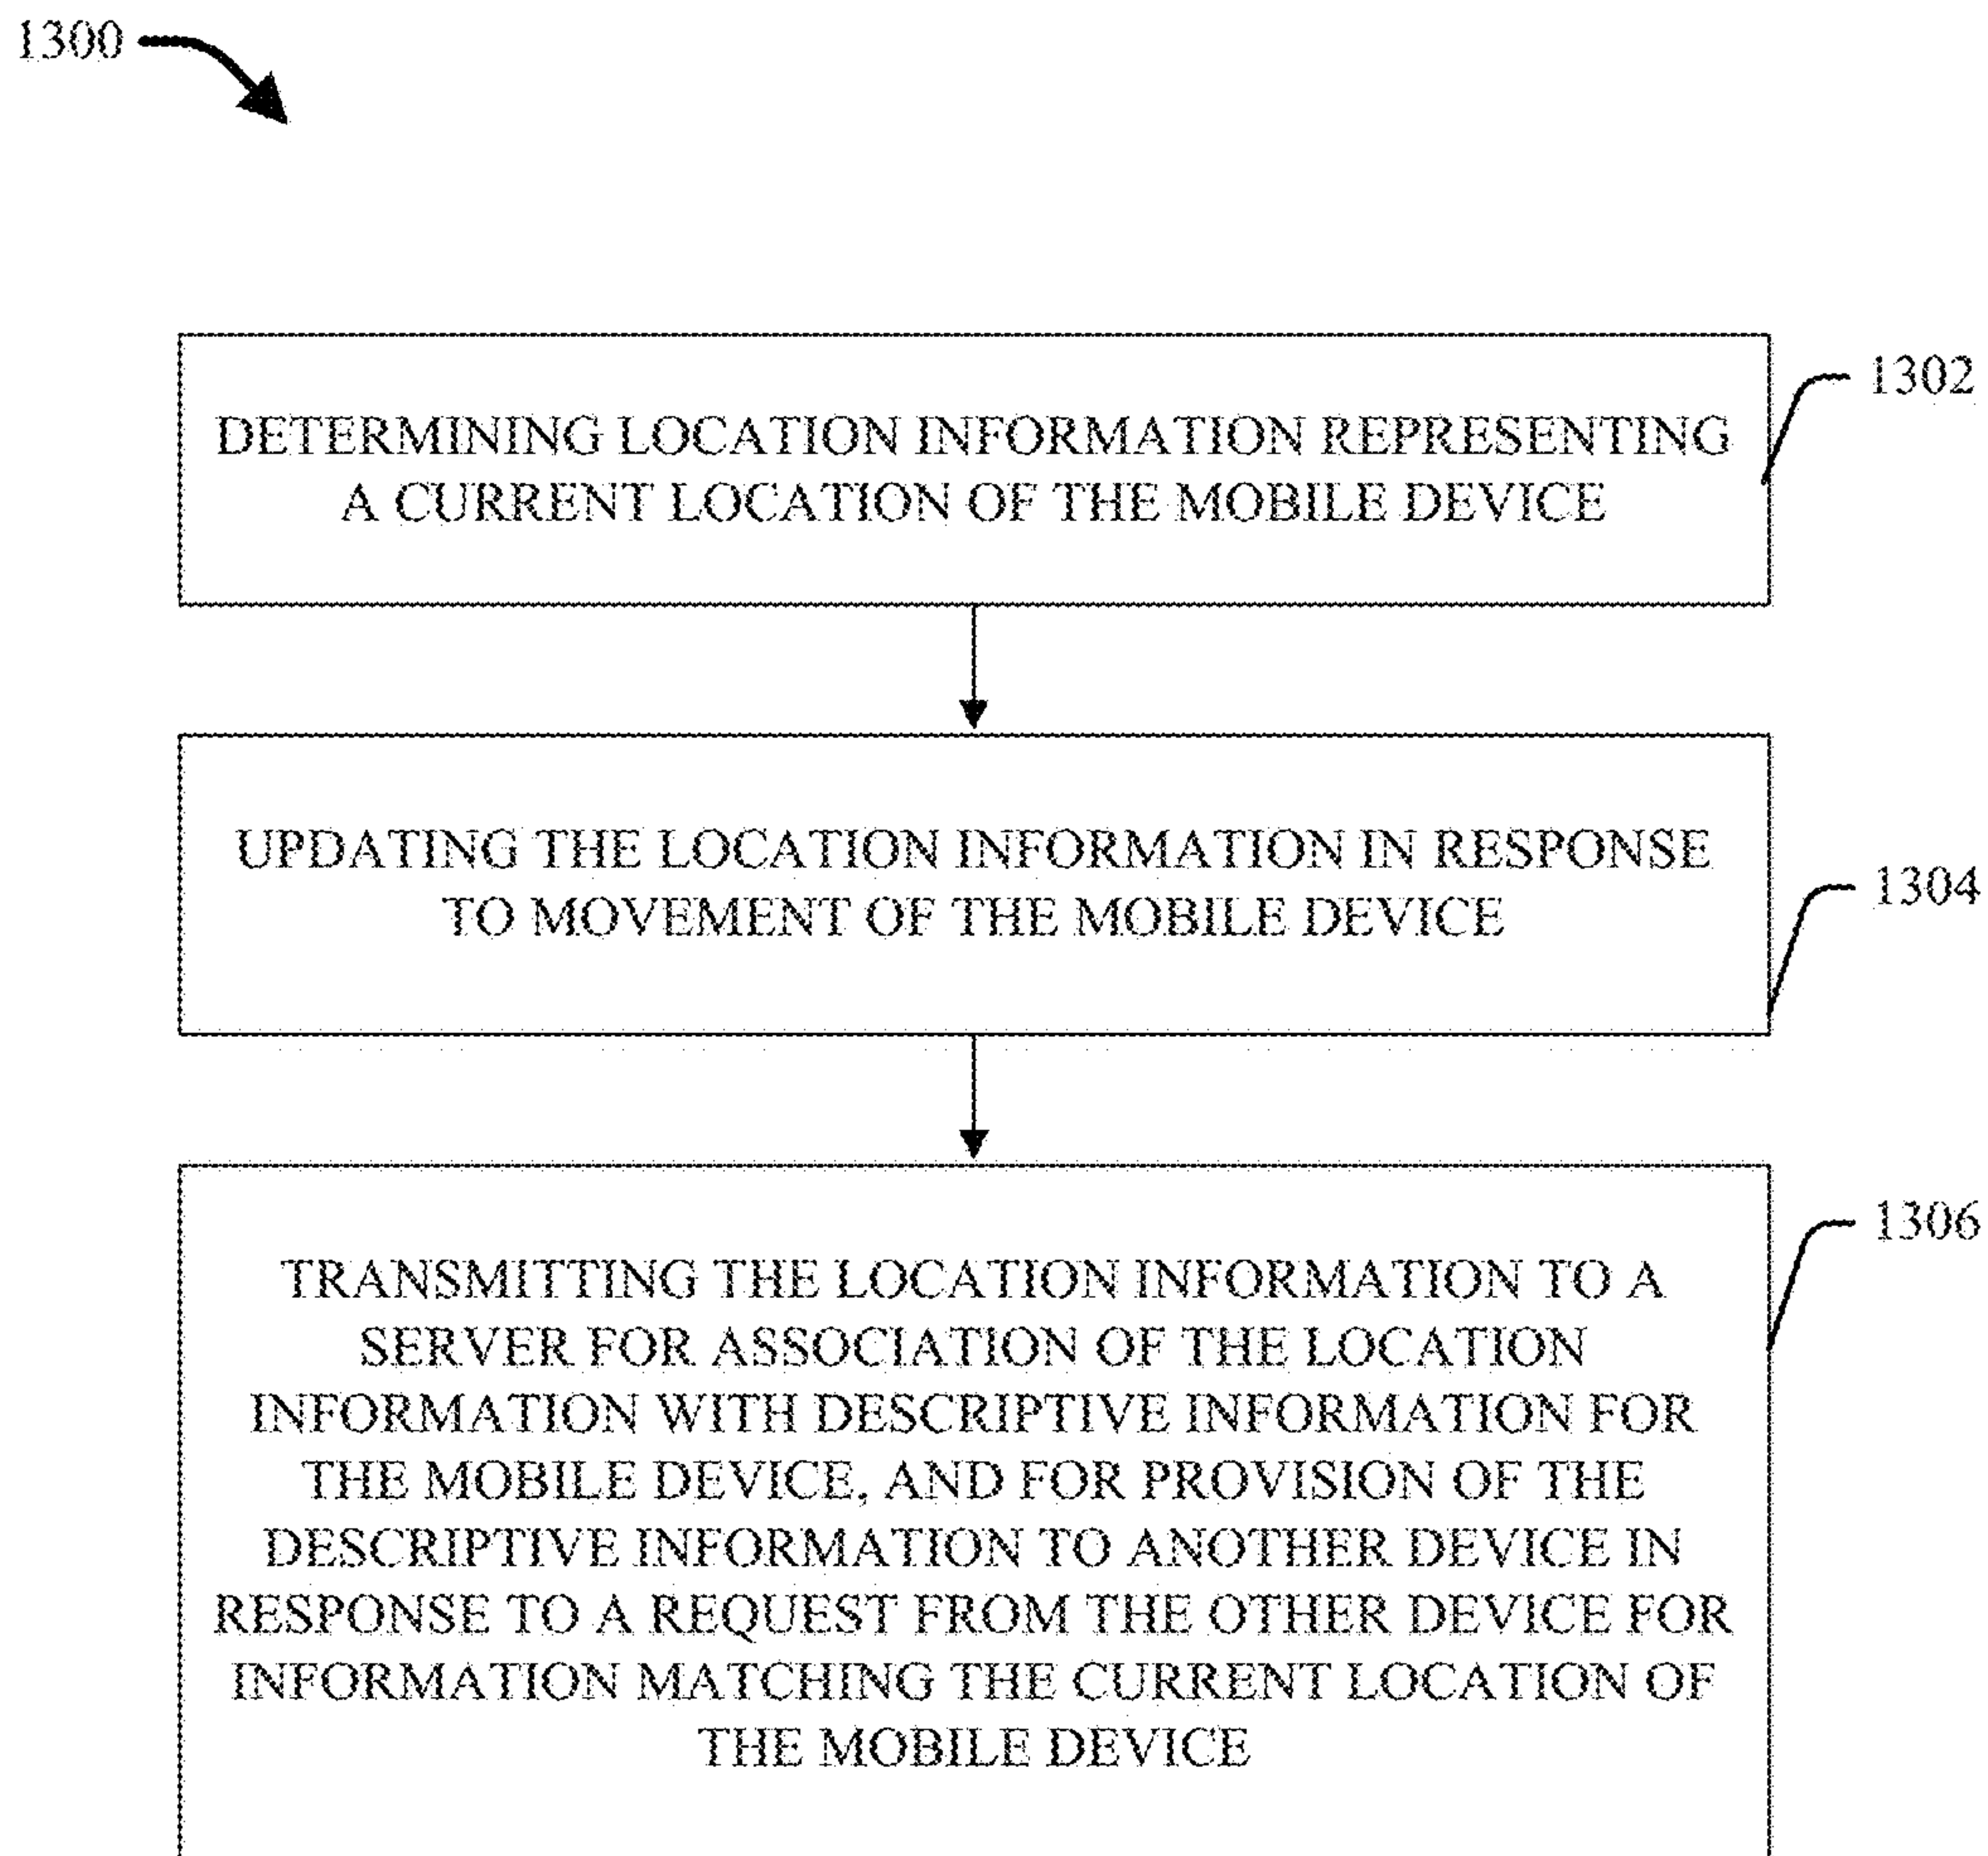 1300
DETERMINING LOCATION INFORMATION REPRESENTING
A CURRENT LOCATION OF THE MOBILE DEVICE
1302
UPDATING THE LOCATION INFORMATION IN RESPONSE
TO MOVEMENT OF THE MOBILE DEVICE
1304
TRANSMITTING THE LOCATION INFORMATION TO A
SERVER FOR ASSOCIATION OF THE LOCATION
INFORMATION WITH DESCRIPTIVE INFORMATION FOR
THE MOBILE DEVICE, AND FOR PROVISION OF THE
DESCRIPTIVE INFORMATION TO ANOTHER DEVICE IN
RESPONSE TO A REQUEST FROM THE OTHER DEVICE FOR
INFORMATION MATCHING THE CURRENT LOCATION OF
THE MOBILE DEVICE
1306